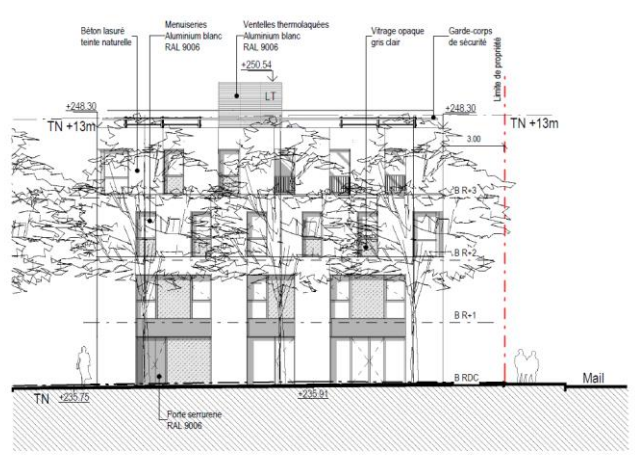 Béton lasuré
teinte naturelle
Menuiseries
Aluminium blanc
RAL 9006
Ventelles thermolaquées
Aluminium blanc
RAL 9006
Vitrage opaque
gris clair
Garde-corps
de sécurité
Limite de propriété
+250.54
LT
+248.30
+248.30
TN +13m
TN +13m
3.00
B R+3
B R+2
B R+1
B RDC
Mail
TN
+235.75
+235.91
Porte serrurerie
RAL 9006